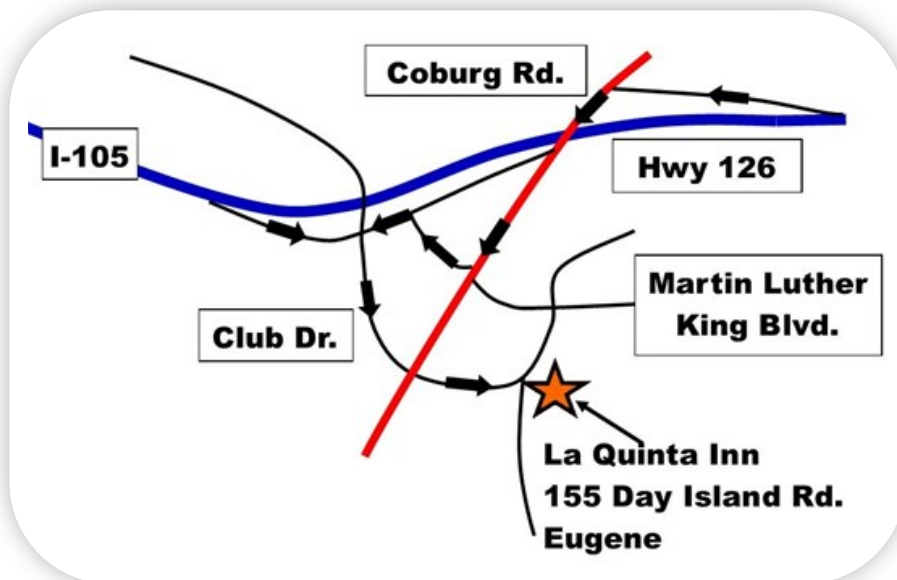 Coburg Rd.
I-105
Hwy 126
Martin Luther
King Blvd.
Club Dr.
La Quinta Inn
155 Day Island Rd.
Eugene